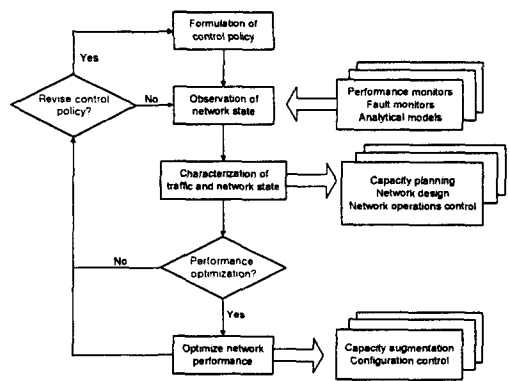 Formulation of
control policy
Yes
Revise control
policy?
No
Observation of
network state
Performance monitors
Fault monitors
Analytical models
Characterization of
traffic and network state
Capacity planning
Network design
Network operations control
No
Performance
optimization?
Yes
Optimize network
performance
Capacity augmentation
Configuration control